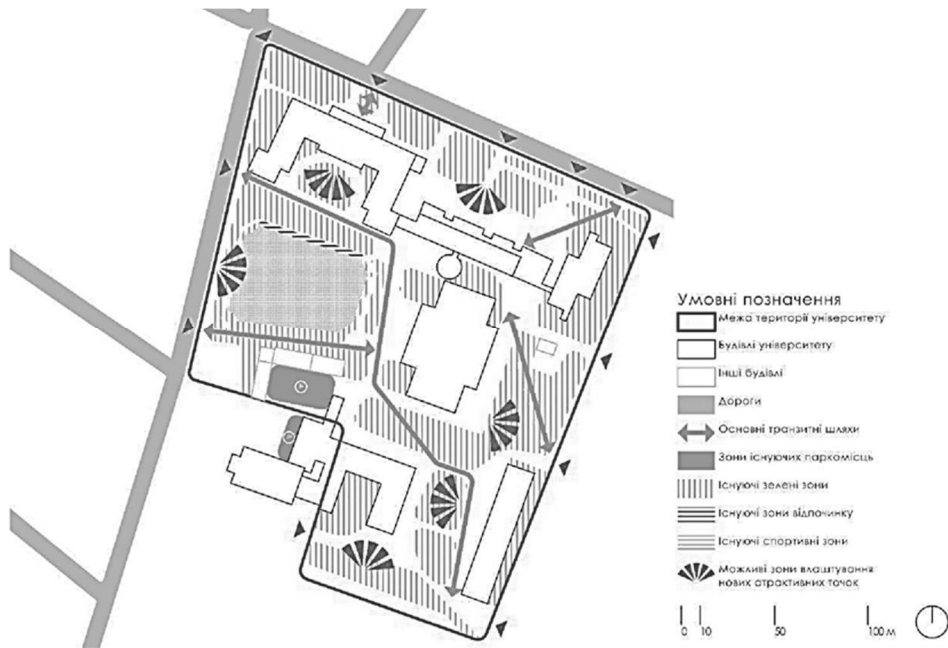 Умовні позначення
Межа території університету
Будівлі університету
Інші будівлі
Дороги
Основні транзитні шляхи
Зони існуючих паркомісць
Існуючі зелені зони
Існуючі зони відпочинку
Існуючі спортивні зони
Можливі зони влаштування
нових атрактивних точок
0 10 50 100 м